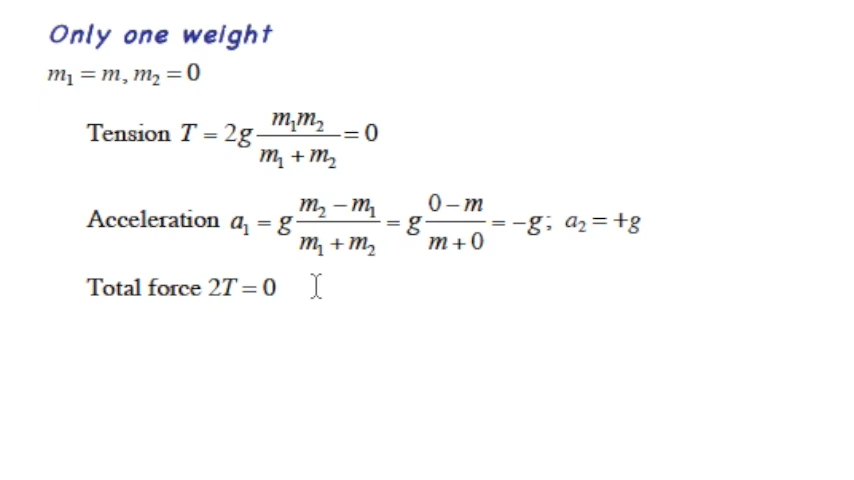 Only one weight
m₁ = m, m₂ = 0
Tension T = 2g m₁m₂/(m₁ + m₂) = 0
Acceleration a₁ = g (m₂ − m₁)/(m₁ + m₂) = g (0 − m)/(m + 0) = −g; a₂ = +g
Total force 2T = 0